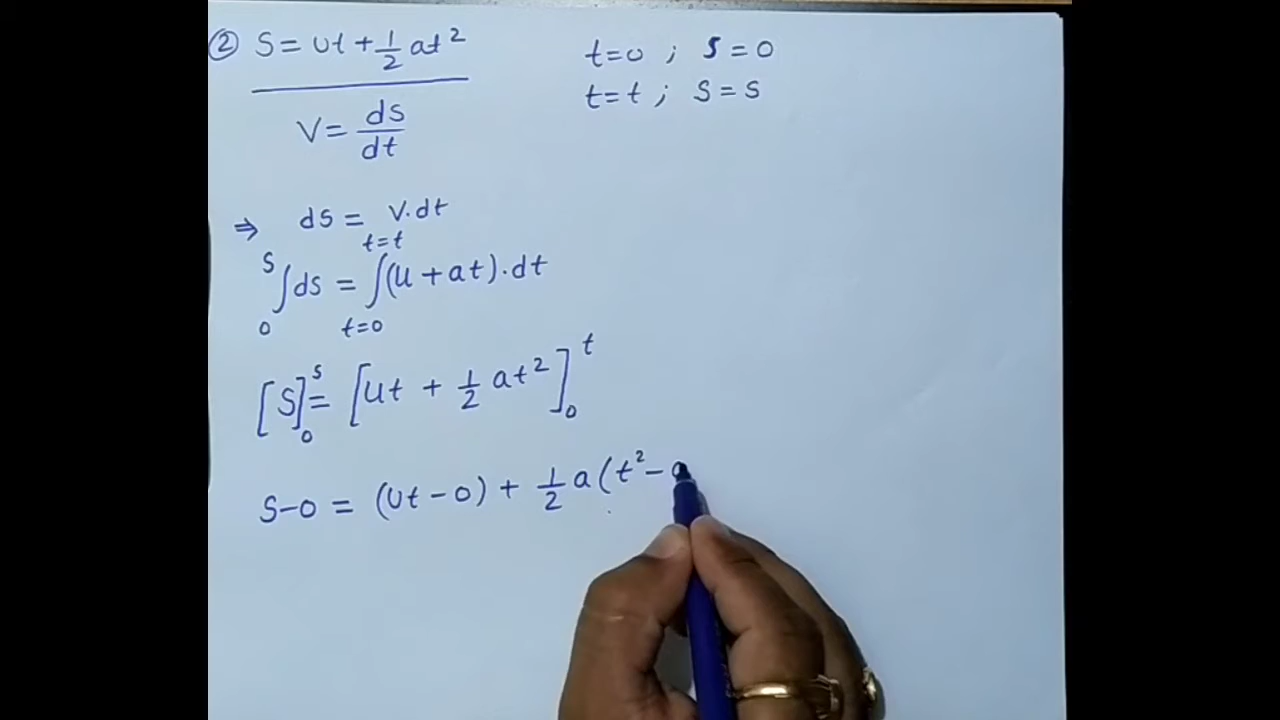 ② S = ut + 1/2 at²
t=0 ; S=0
t=t ; S=s
V = ds/dt
⇒ ds = v.dt
∫₀ˢ ds = ∫_{t=0}^{t=t} (u + at).dt
[S]₀ˢ = [ut + 1/2 at²]₀ᵗ
S-0 = (ut - 0) + 1/2 a (t² -